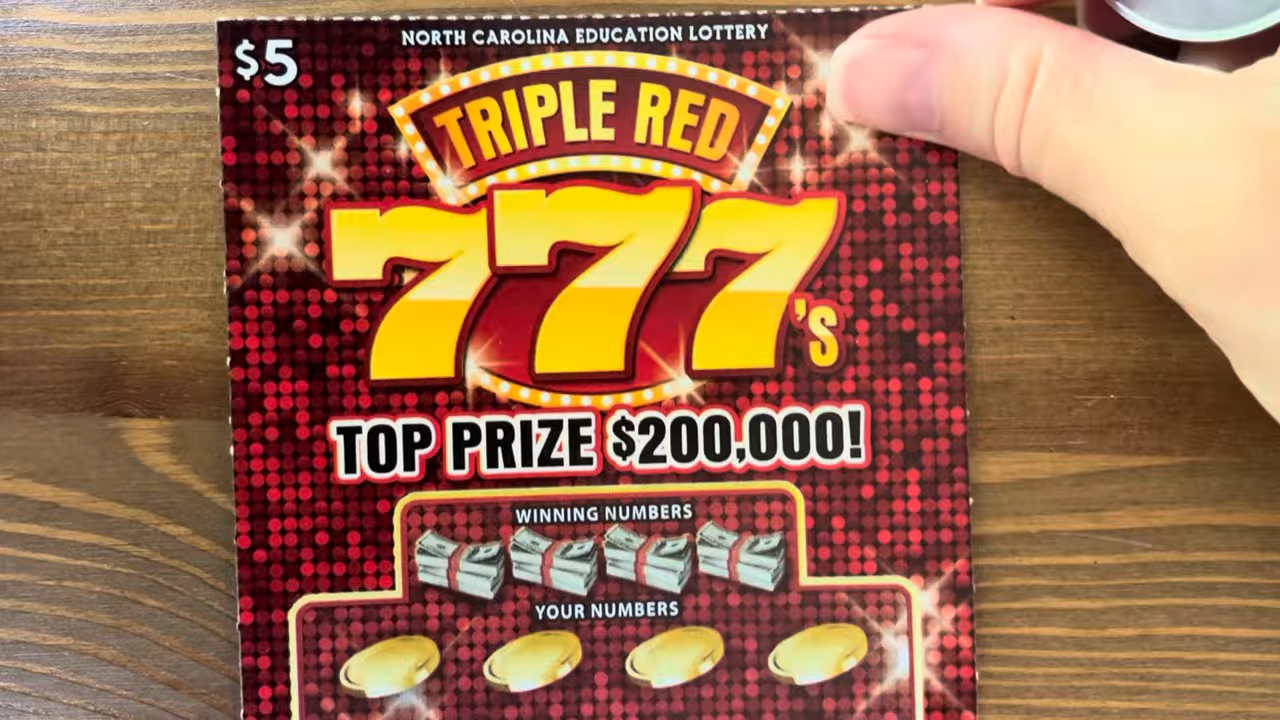 $5
NORTH CAROLINA EDUCATION LOTTERY
TRIPLE RED
777's
TOP PRIZE $200,000!
WINNING NUMBERS
YOUR NUMBERS